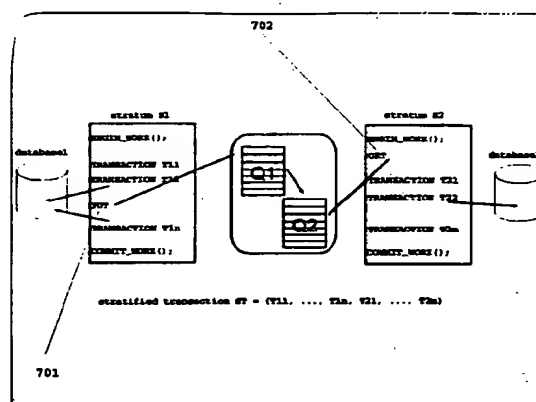 702
stratum S1
stratum S2
BEGIN_WORK();
TRANSACTION T11
TRANSACTION T12
PUT
TRANSACTION T1n
COMMIT_WORK();
database1
Q1
Q2
BEGIN_WORK();
GET
TRANSACTION T21
TRANSACTION T22
TRANSACTION T2m
COMMIT_WORK();
stratified transaction ST = {T11, ..., T1n, T21, ..., T2m}
701